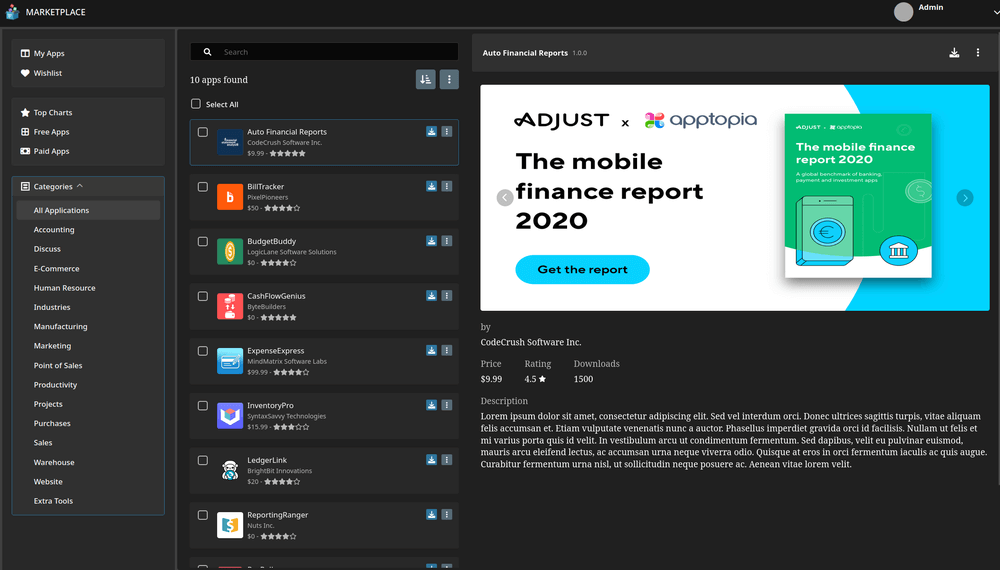 MARKETPLACE
Admin
My Apps
Wishlist
Top Charts
Free Apps
Paid Apps
Categories
All Applications
Accounting
Discuss
E-Commerce
Human Resource
Industries
Manufacturing
Marketing
Point of Sales
Productivity
Projects
Purchases
Sales
Warehouse
Website
Extra Tools
Search
10 apps found
Select All
Auto Financial Reports
CodeCrush Software Inc.
$9.99 - ★★★★★
BillTracker
PixelPioneers
$50 - ★★★★☆
BudgetBuddy
LogicLane Software Solutions
$0 - ★★★★☆
CashFlowGenius
ByteBuilders
$0 - ★★★★★
ExpenseExpress
MindMatrix Software Labs
$99.99 - ★★★★☆
InventoryPro
SyntaxSavvy Technologies
$15.99 - ★★★☆☆
LedgerLink
BrightBit Innovations
$20 - ★★★★☆
ReportingRanger
Nuts Inc.
$0 - ★★★★☆
Auto Financial Reports 1.0.0
ADJUST x apptopia
The mobile
finance report
2020
Get the report
ADJUST x apptopia
The mobile finance
report 2020
A global benchmark of banking,
payment and investment apps
by
CodeCrush Software Inc.
Price Rating Downloads
$9.99 4.5 ★ 1500
Description
Lorem ipsum dolor sit amet, consectetur adipiscing elit. Sed vel interdum orci. Donec ultrices sagittis turpis, vitae aliquam
felis accumsan et. Etiam vulputate venenatis nunc a auctor. Phasellus imperdiet gravida orci id facilisis. Nullam ut felis et
mi varius porta quis id velit. In vestibulum arcu ut condimentum fermentum. Sed dapibus, velit eu pulvinar euismod,
mauris arcu eleifend lectus, ac accumsan urna neque viverra odio. Quisque at eros in orci fermentum iaculis ac quis augue.
Curabitur fermentum urna nisl, ut sollicitudin neque posuere ac. Aenean vitae lorem velit.